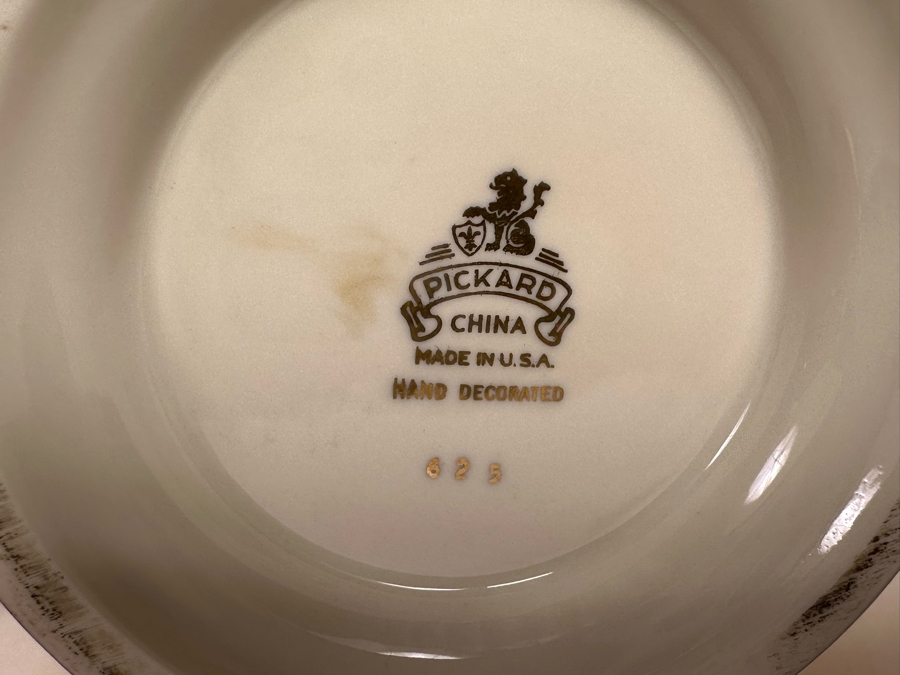 PICKARD
CHINA
MADE IN U.S.A.
HAND DECORATED
625